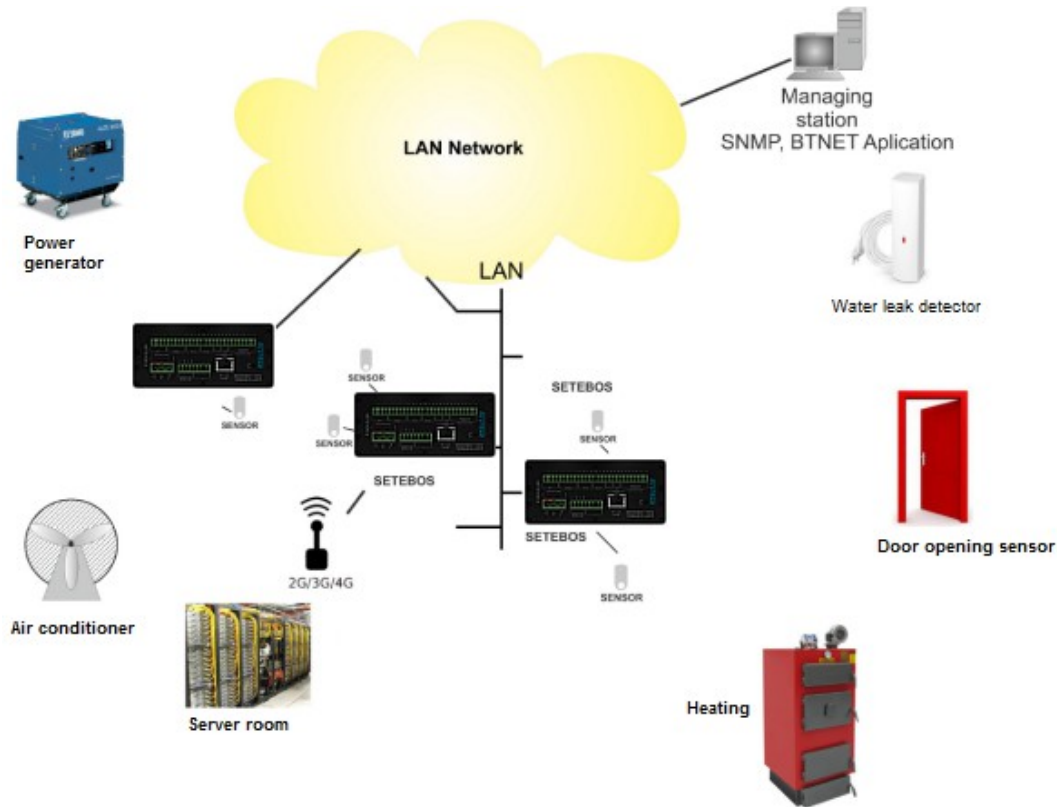 LAN Network
Managing
station
SNMP, BTNET Aplication
Power
generator
LAN
Water leak detector
SENSOR
SETEBOS
SENSOR
SENSOR
SENSOR
SETEBOS
SETEBOS
Door opening sensor
2G/3G/4G
SENSOR
Air conditioner
Server room
Heating